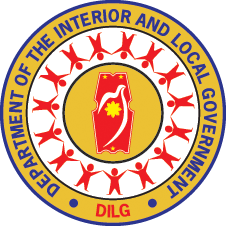 DEPARTMENT OF THE INTERIOR AND LOCAL GOVERNMENT
DILG